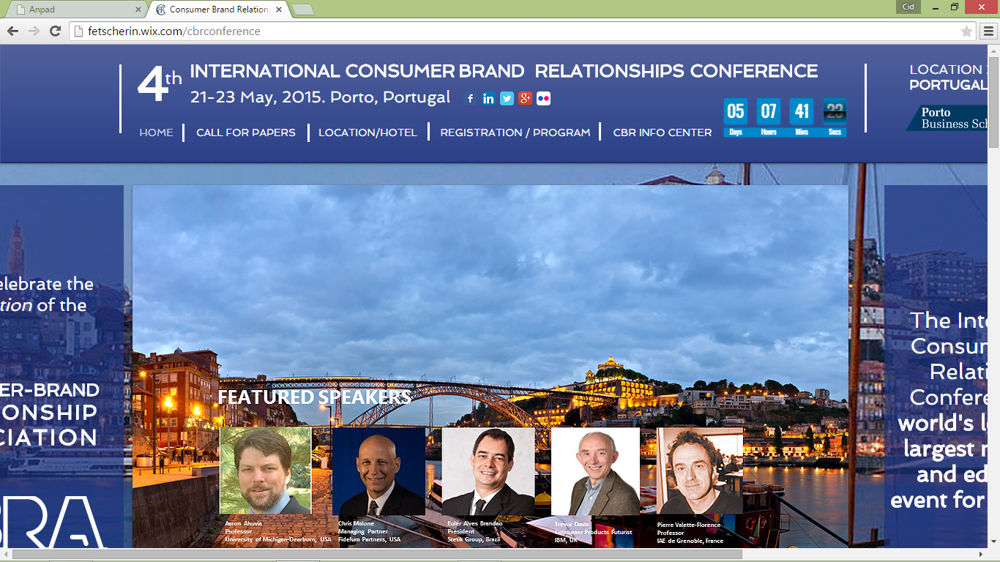 Anpad
Consumer Brand Relation
Cid
fetscherin.wix.com/cbrconference
4th
INTERNATIONAL CONSUMER BRAND RELATIONSHIPS CONFERENCE
21-23 May, 2015. Porto, Portugal
HOME
CALL FOR PAPERS
LOCATION/HOTEL
REGISTRATION / PROGRAM
CBR INFO CENTER
05 07 41 23
Days Hours Mins Secs
LOCATION
PORTUGAL
Porto
Business Sch
elebrate the
tion of the
ER-BRAND
ONSHIP
CIATION
BRA
FEATURED SPEAKERS
Aaron Ahuvia
Professor
University of Michigan-Dearborn, USA
Chris Malone
Managing Partner
Fidelum Partners, USA
Euler Alves Brandao
President
Stetik Group, Brazil
Trevor Davis
Consumer Products Futurist
IBM, UK
Pierre Valette-Florence
Professor
IAE de Grenoble, France
The Inte
Consum
Relati
Confere
world's l
largest r
and ed
event for